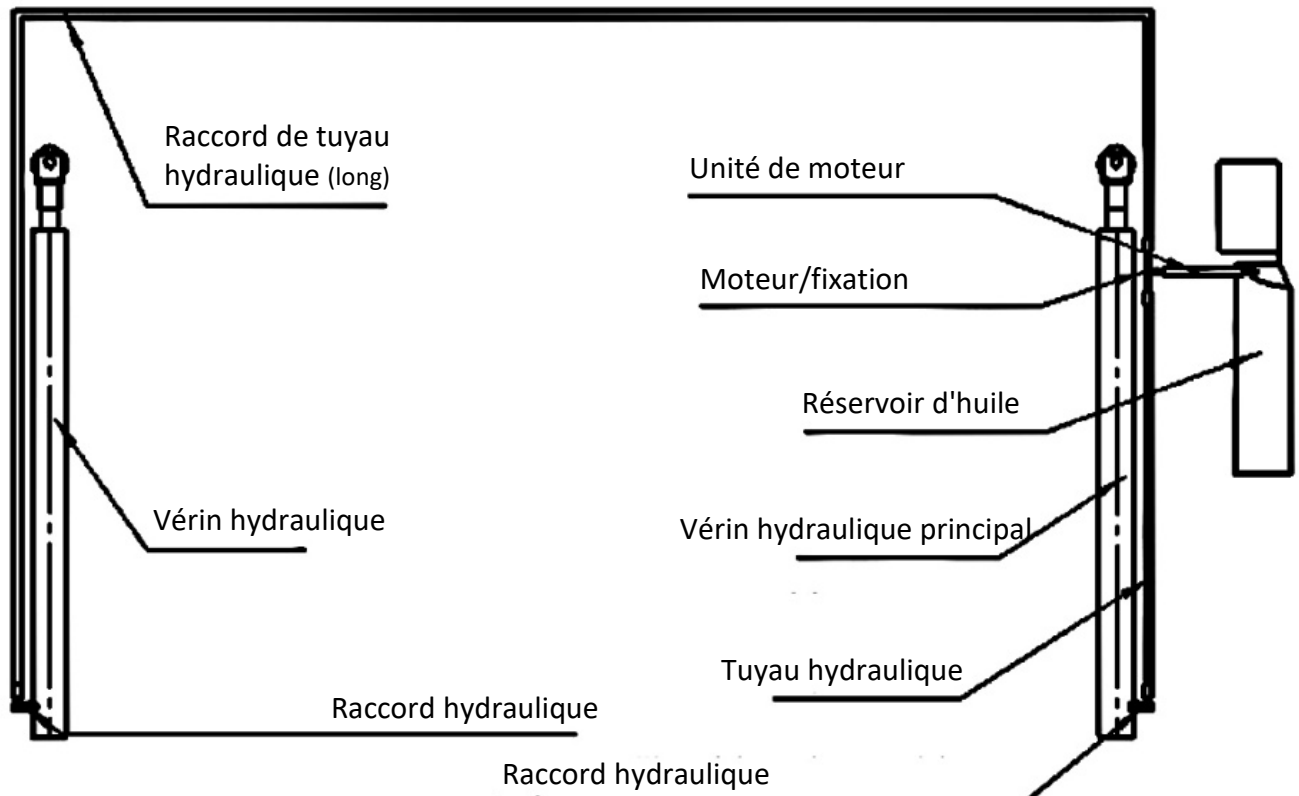 Raccord de tuyau
hydraulique (long)
Unité de moteur
Moteur/fixation
Réservoir d'huile
Vérin hydraulique
Vérin hydraulique principal
Tuyau hydraulique
Raccord hydraulique
Raccord hydraulique